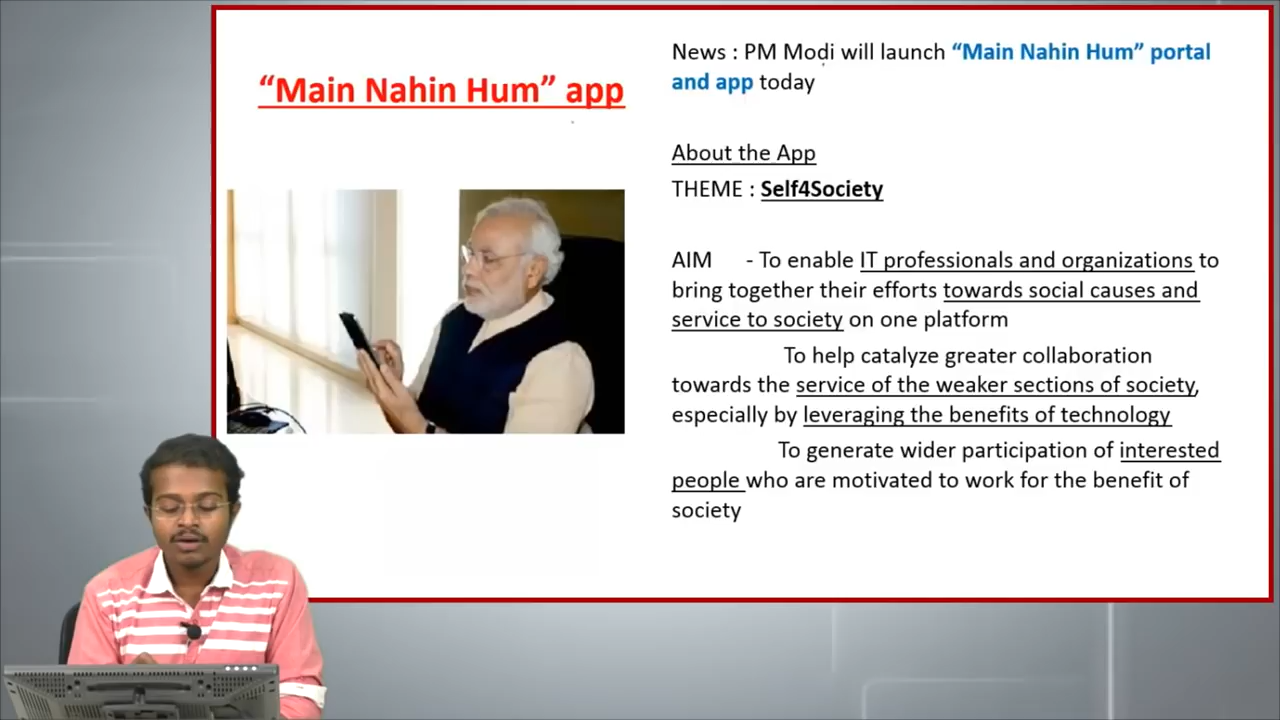 “Main Nahin Hum” app
News : PM Modi will launch “Main Nahin Hum” portal
and app today
About the App
THEME : Self4Society
AIM - To enable IT professionals and organizations to
bring together their efforts towards social causes and
service to society on one platform
To help catalyze greater collaboration
towards the service of the weaker sections of society,
especially by leveraging the benefits of technology
To generate wider participation of interested
people who are motivated to work for the benefit of
society